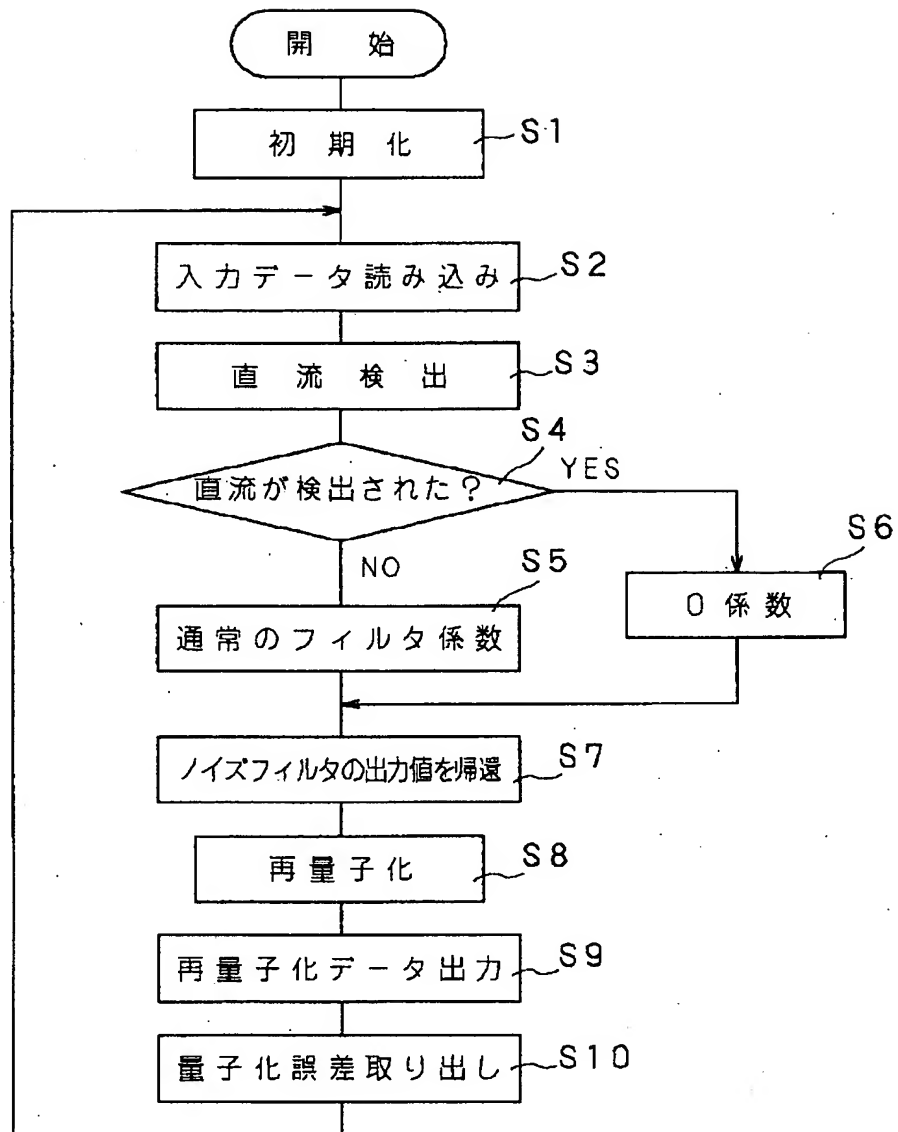 開始
初期化
S1
入力データ読み込み
S2
直流検出
S3
直流が検出された?
S4
YES
NO
通常のフィルタ係数
S5
0係数
S6
ノイズフィルタの出力値を帰還
S7
再量子化
S8
再量子化データ出力
S9
量子化誤差取り出し
S10